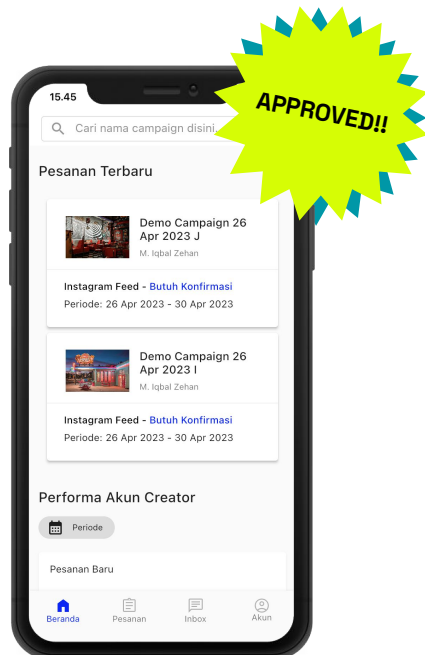 APPROVED!!
15.45
Cari nama campaign disini.
Pesanan Terbaru
Demo Campaign 26
Apr 2023 J
M. Iqbal Zehan
Instagram Feed - Butuh Konfirmasi
Periode: 26 Apr 2023 - 30 Apr 2023
Demo Campaign 26
Apr 2023 I
M. Iqbal Zehan
Instagram Feed - Butuh Konfirmasi
Periode: 26 Apr 2023 - 30 Apr 2023
Performa Akun Creator
Periode
Pesanan Baru
Beranda Pesanan Inbox Akun